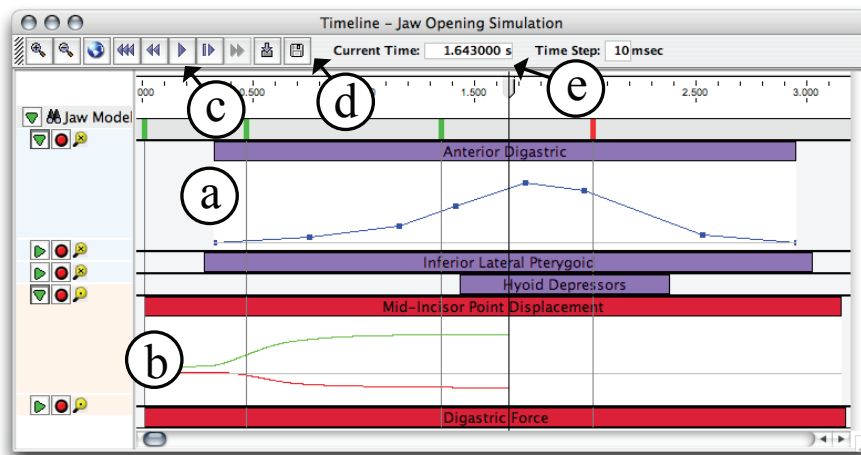 Timeline - Jaw Opening Simulation
Current Time: 1.643000 s Time Step: 10 msec
000 0.500 1.500 2.500 3.000
c
d
e
Jaw Model
Anterior Digastric
a
Inferior Lateral Pterygoic
Hyoid Depressors
Mid-Incisor Point Displacement
b
Digastric Force